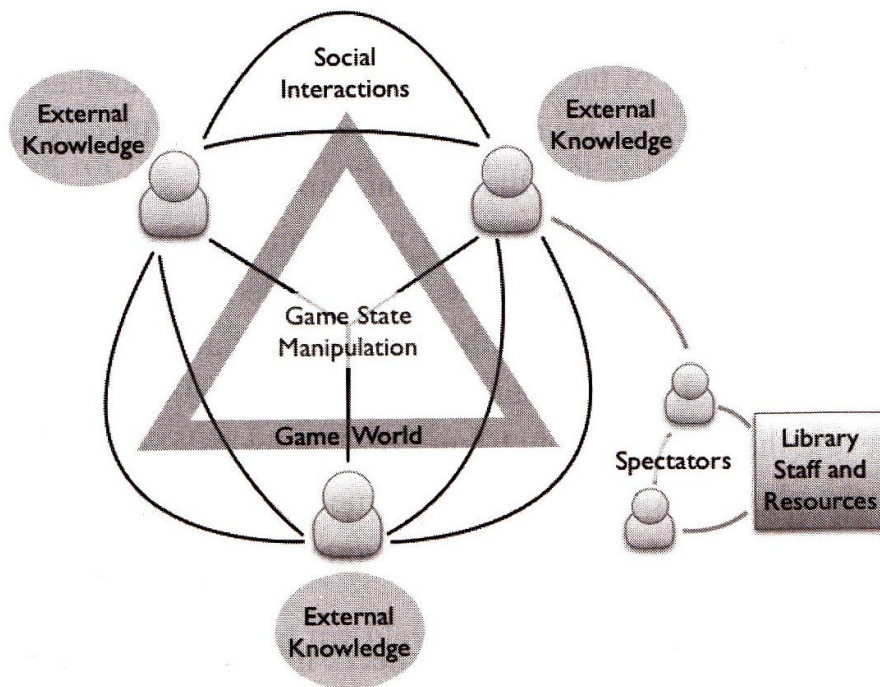 Social
Interactions
External
Knowledge
External
Knowledge
Game State
Manipulation
Game World
Spectators
Library
Staff and
Resources
External
Knowledge